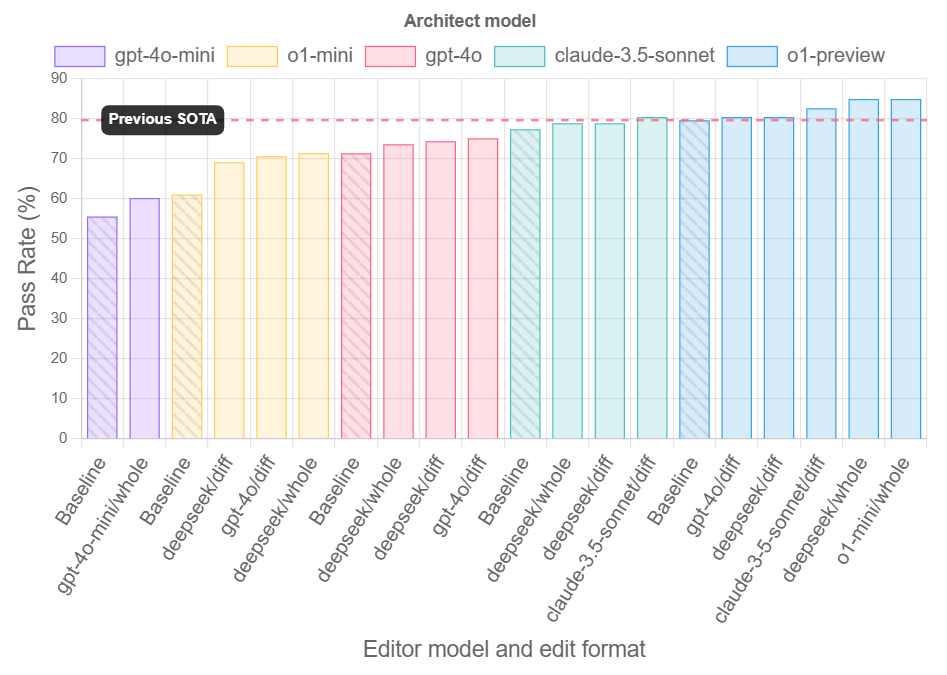 Architect model
gpt-4o-mini
o1-mini
gpt-4o
claude-3.5-sonnet
o1-preview
90
80
70
60
50
40
30
20
10
0
Previous SOTA
Pass Rate (%)
Baseline
gpt-4o-mini/whole
Baseline
deepseek/diff
gpt-4o/diff
deepseek/whole
Baseline
deepseek/whole
deepseek/diff
gpt-4o/diff
Baseline
deepseek/whole
deepseek/diff
claude-3.5-sonnet/diff
Baseline
gpt-4o/diff
deepseek/diff
claude-3-5-sonnet/diff
deepseek/whole
o1-mini/whole
Editor model and edit format